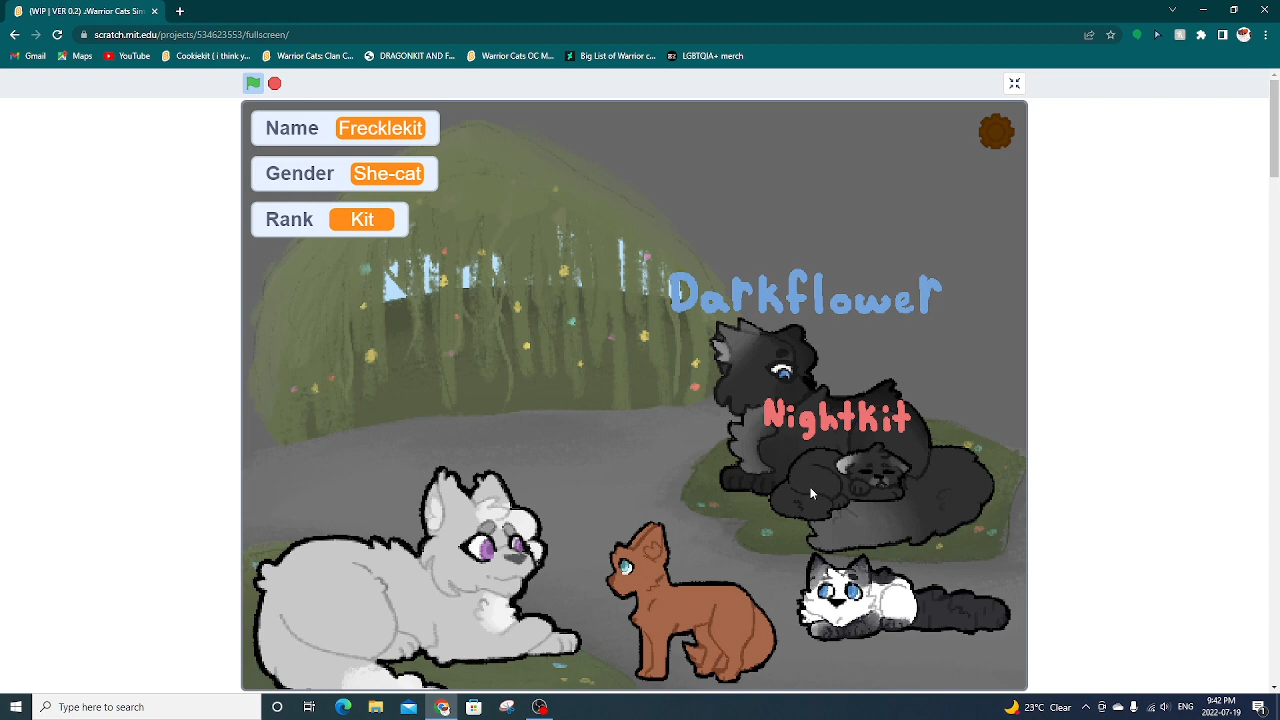 (WIP | VER 0.2) .:Warrior Cats Sim
scratch.mit.edu/projects/534623553/fullscreen/
Gmail
Maps
YouTube
Cookiekit ( i think y...
Warrior Cats: Clan C...
DRAGONKIT AND F...
Warrior Cats OC M...
Big List of Warrior c...
LGBTQIA+ merch
Name Frecklekit
Gender She-cat
Rank Kit
Darkflower
Nightkit
Type here to search
23°C Clear
ENG
9:42 PM
2022-07-19